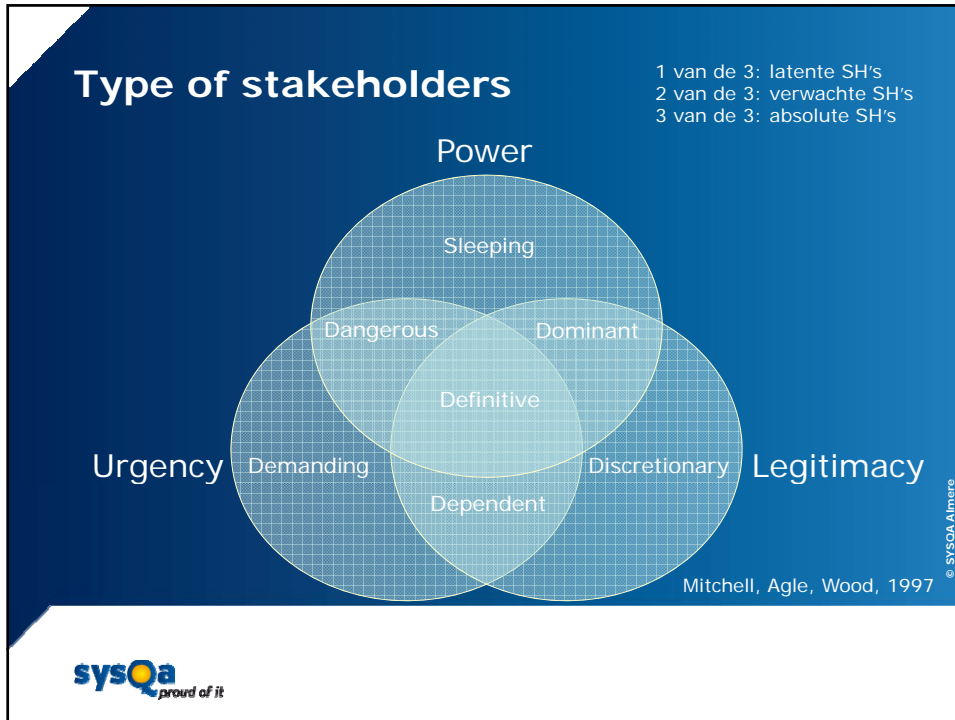 Type of stakeholders
1 van de 3: latente SH's
2 van de 3: verwachte SH's
3 van de 3: absolute SH's
Power
Sleeping
Dangerous
Dominant
Definitive
Urgency
Demanding
Discretionary
Legitimacy
Dependent
Mitchell, Agle, Wood, 1997
© SYSQA Almere
sysQa
proud of it